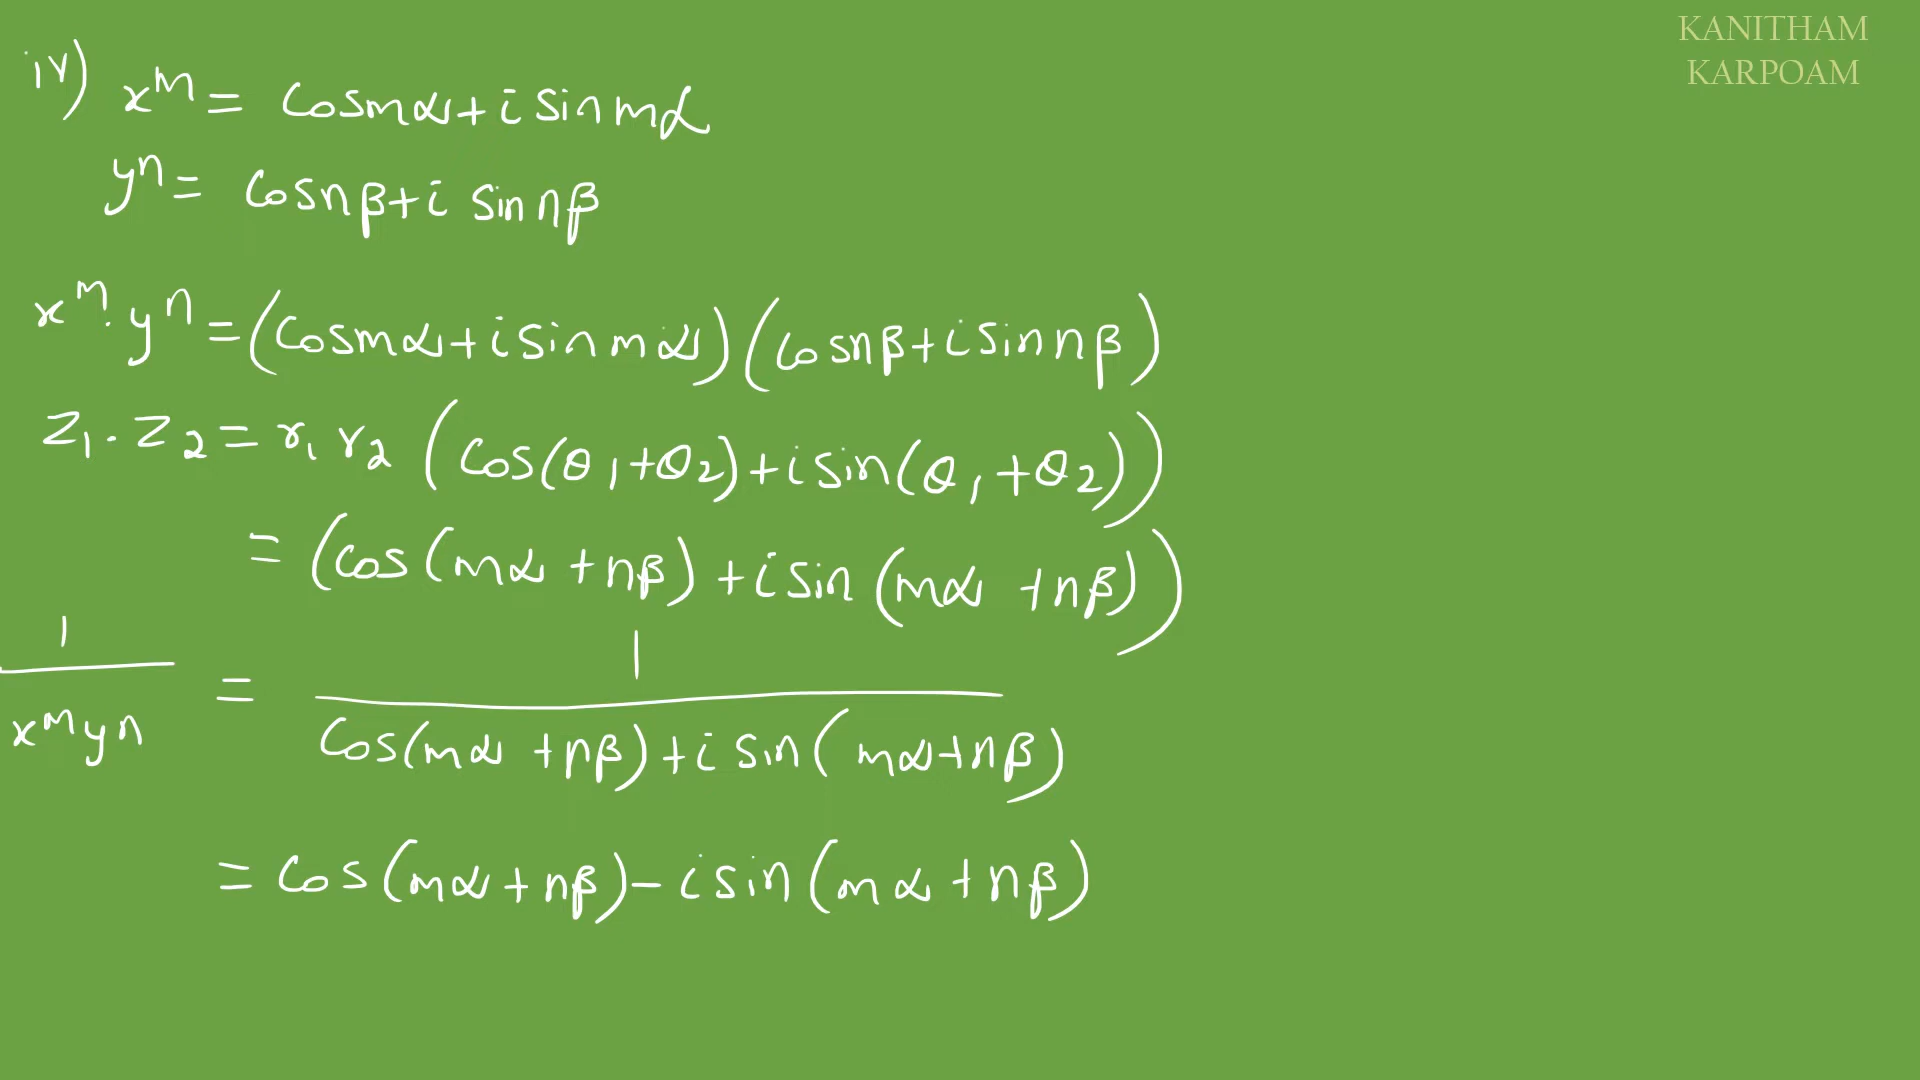 KANITHAM
KARPOAM
iv) x^m = cos mα + i sin mα
y^n = cos nβ + i sin nβ
x^m . y^n = (cos mα + i sin mα) (cos nβ + i sin nβ)
z₁ . z₂ = r₁ r₂ (cos(θ₁ + θ₂) + i sin(θ₁ + θ₂))
= (cos (mα + nβ) + i sin (mα + nβ))
1 / x^m y^n = 1 / cos(mα + nβ) + i sin(mα + nβ)
= cos (mα + nβ) − i sin (mα + nβ)